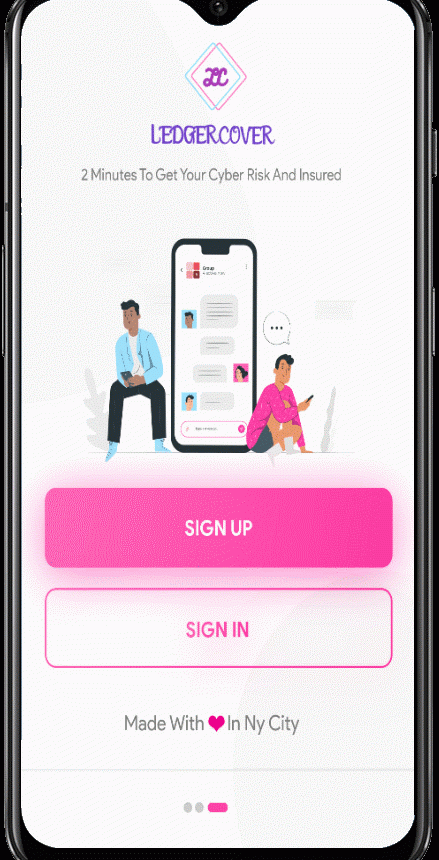 LC
LEDGERCOVER
2 Minutes To Get Your Cyber Risk And Insured
Group
SIGN UP
SIGN IN
Made With ❤ In Ny City